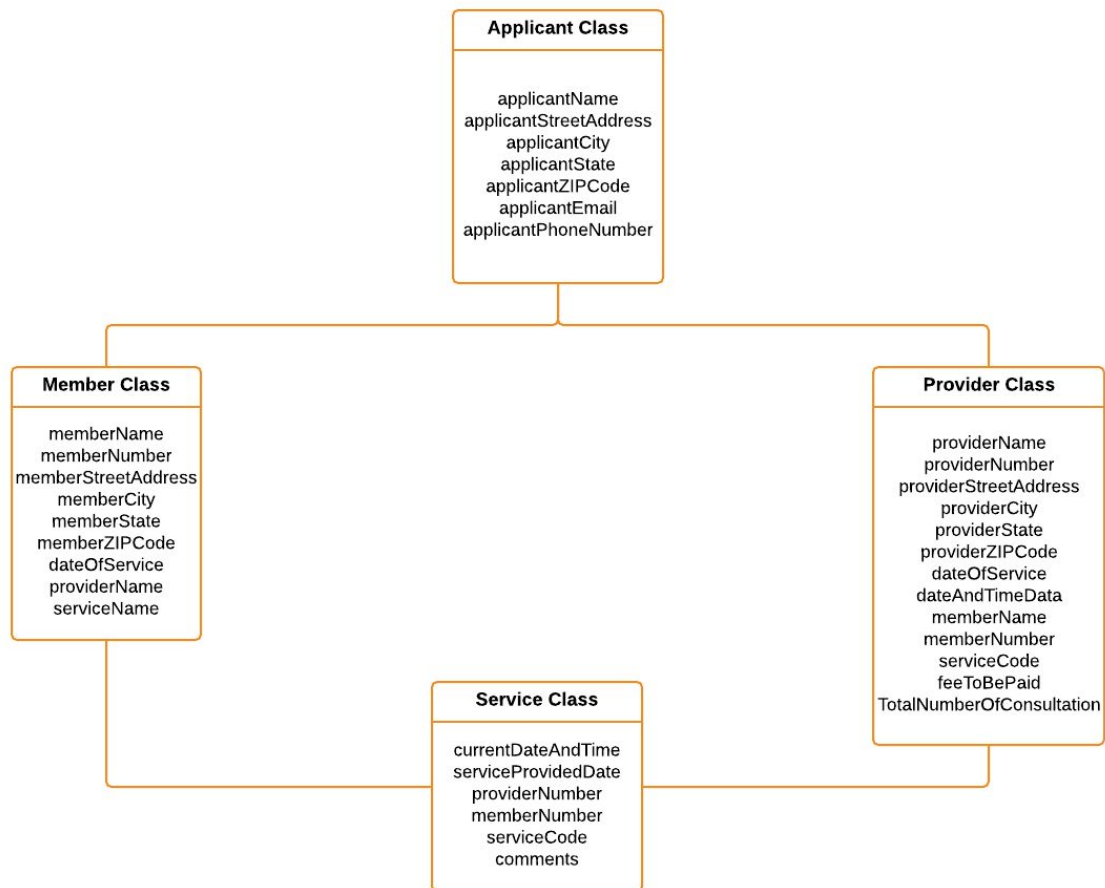 Applicant Class
applicantName
applicantStreetAddress
applicantCity
applicantState
applicantZIPCode
applicantEmail
applicantPhoneNumber
Member Class
memberName
memberNumber
memberStreetAddress
memberCity
memberState
memberZIPCode
dateOfService
providerName
serviceName
Provider Class
providerName
providerNumber
providerStreetAddress
providerCity
providerState
providerZIPCode
dateOfService
dateAndTimeData
memberName
memberNumber
serviceCode
feeToBePaid
TotalNumberOfConsultation
Service Class
currentDateAndTime
serviceProvidedDate
providerNumber
memberNumber
serviceCode
comments